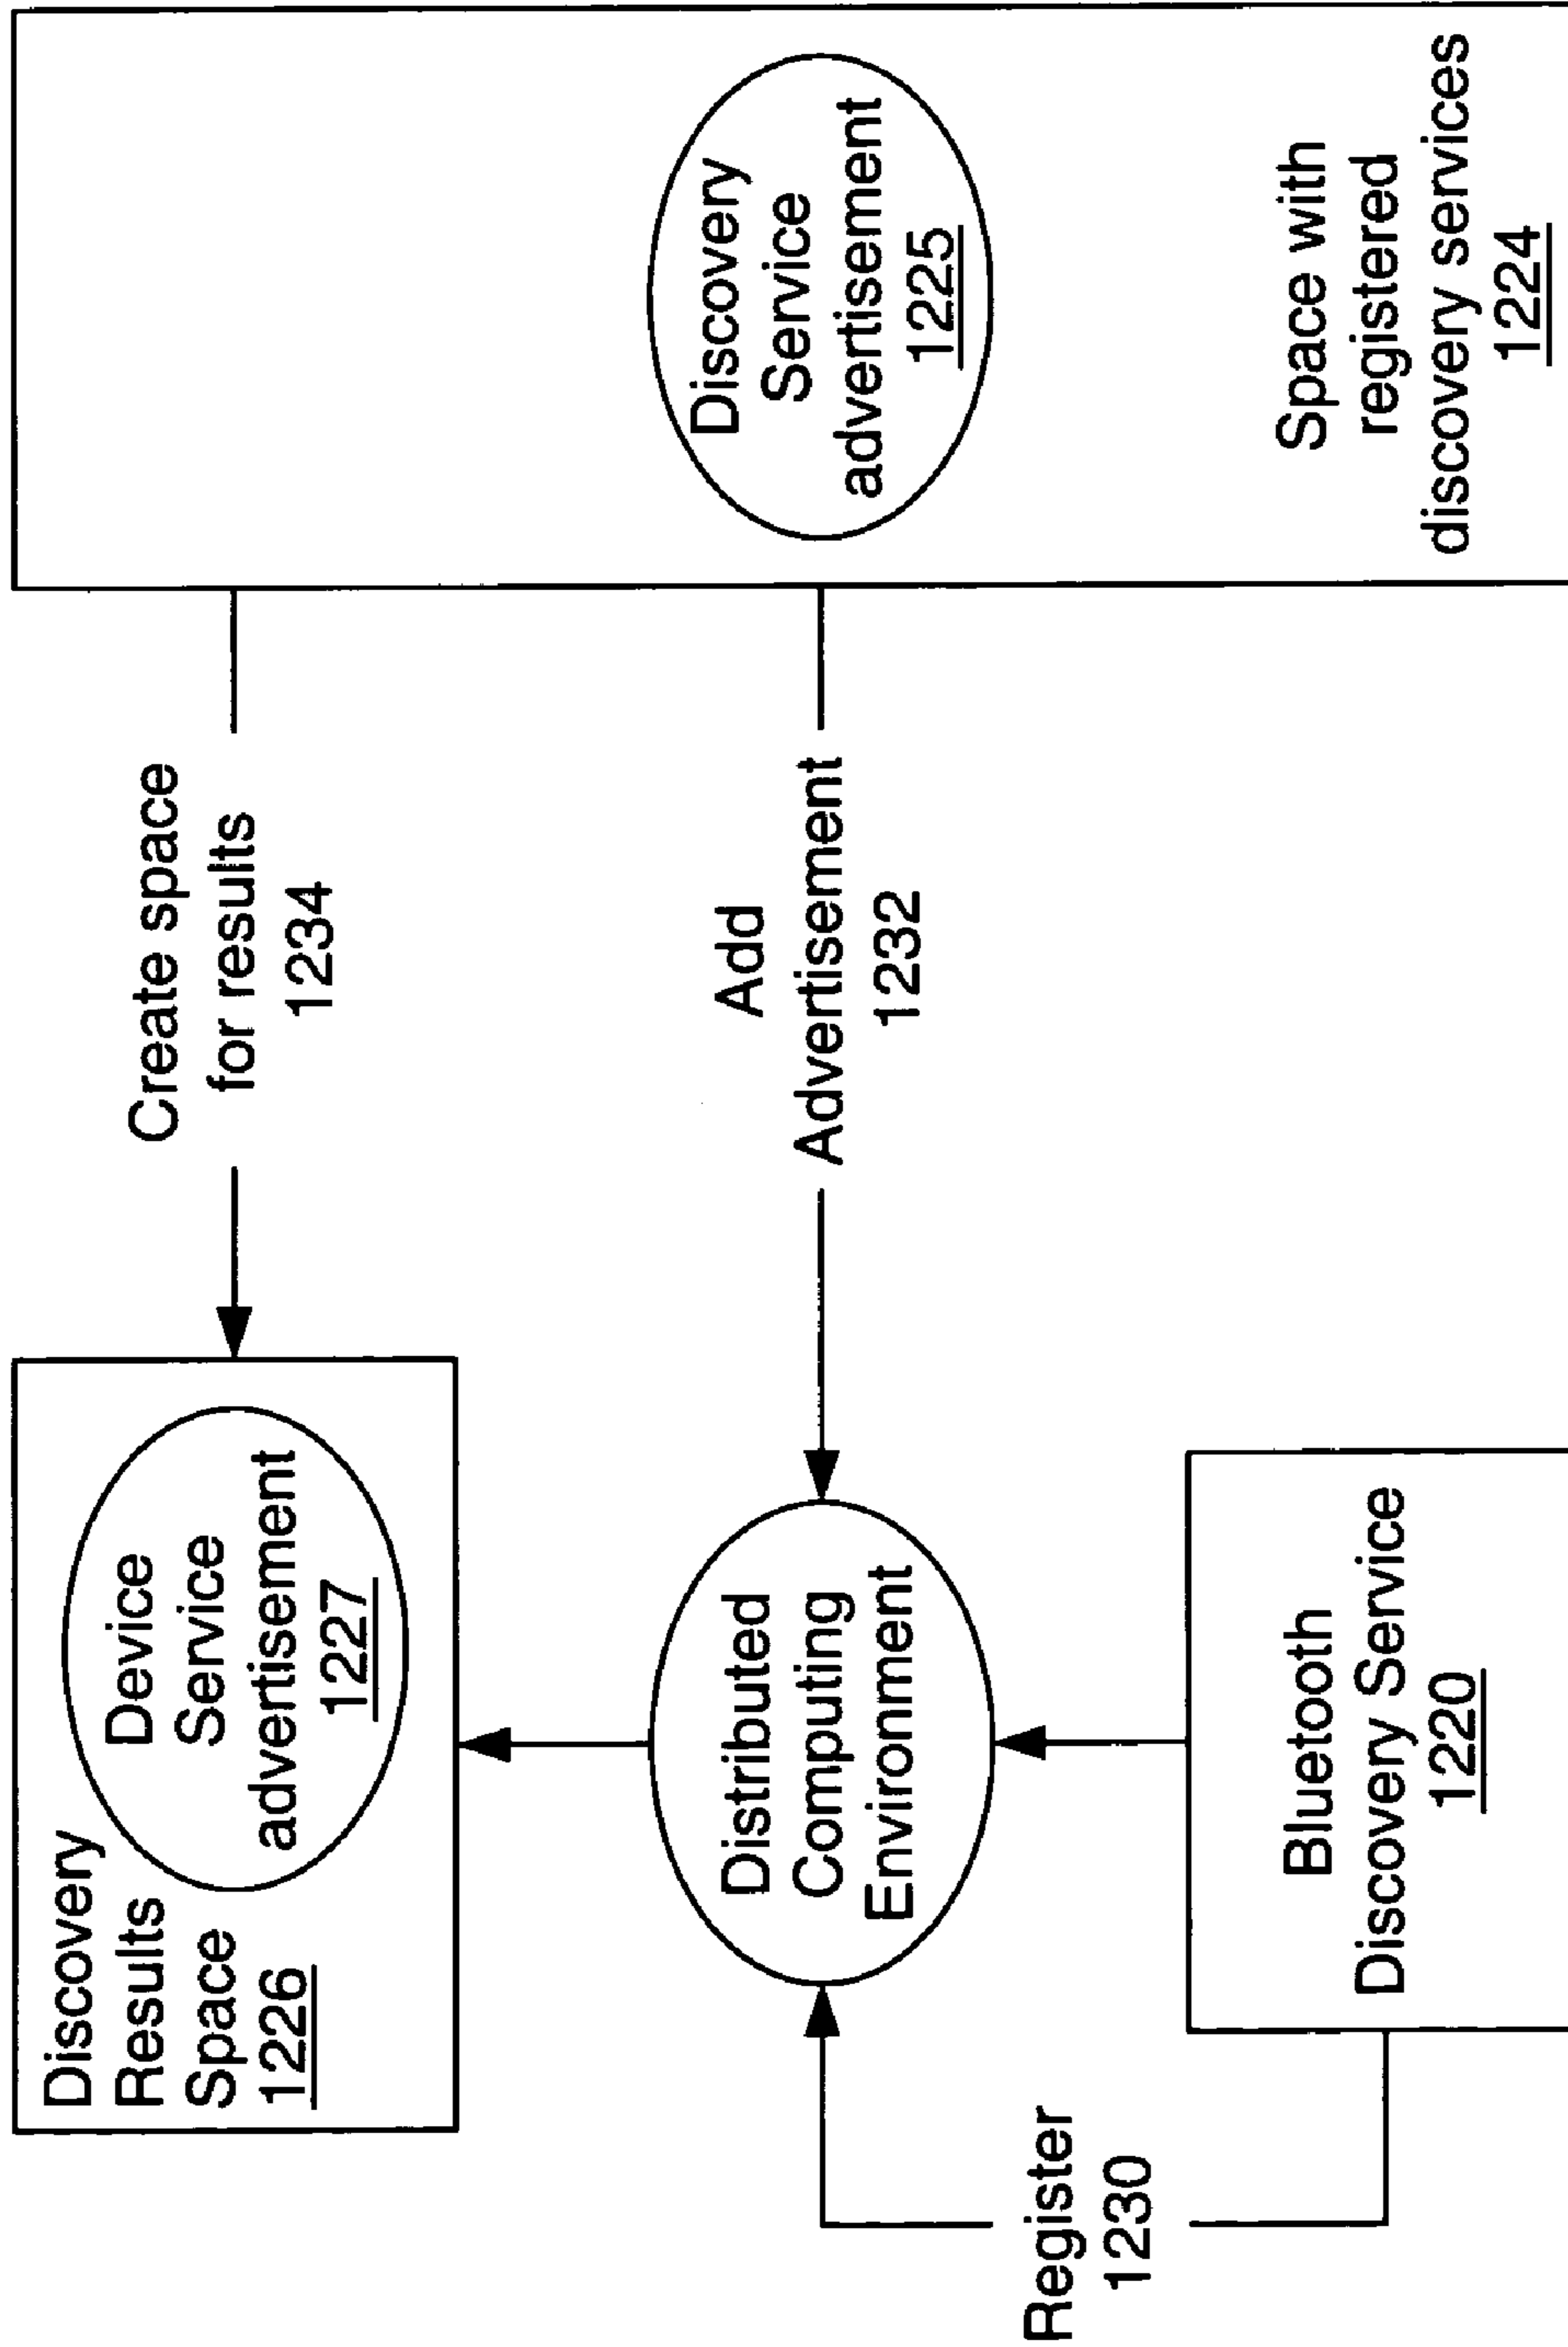 Discovery
Results
Space
1226
Device
Service
advertisement
1227
Create space
for results
1234
Distributed
Computing
Environment
Add
Advertisement
1232
Discovery
Service
advertisement
1225
Register
1230
Bluetooth
Discovery Service
1220
Space with
registered
discovery services
1224